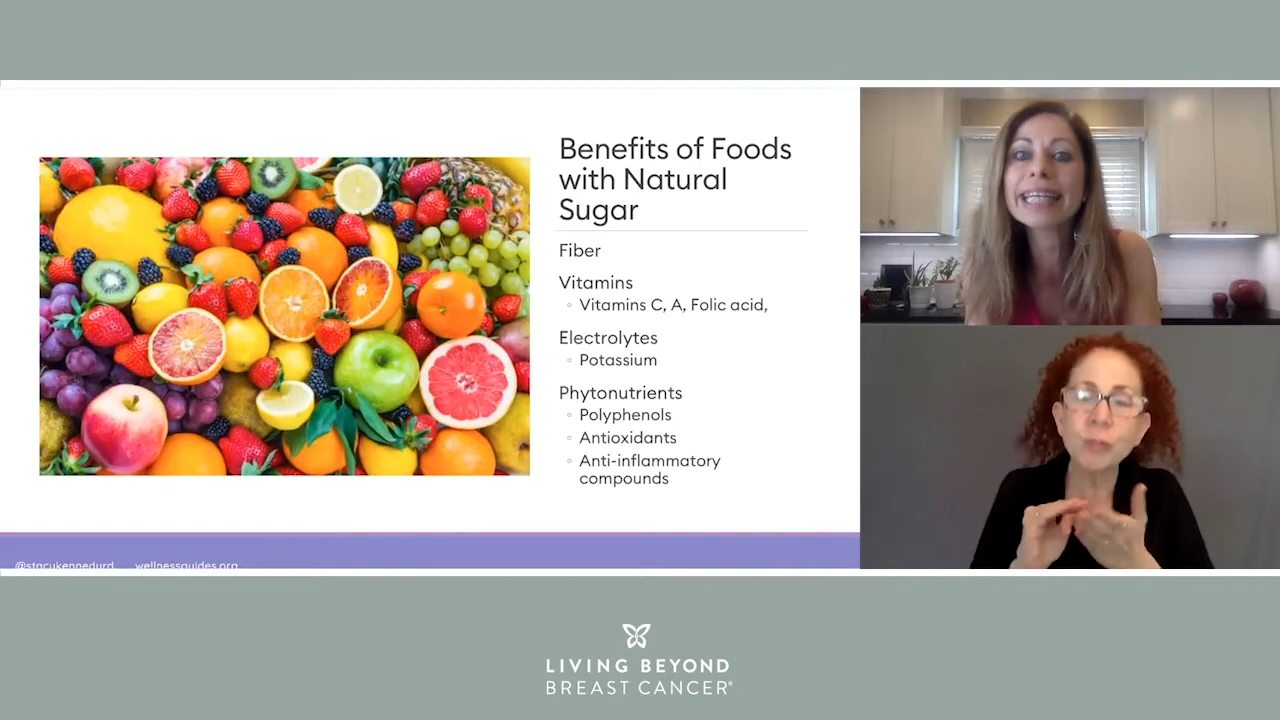 Benefits of Foods
with Natural
Sugar
Fiber
Vitamins
Vitamins C, A, Folic acid,
Electrolytes
Potassium
Phytonutrients
Polyphenols
Antioxidants
Anti-inflammatory
compounds
@stacykennedyrd wellnessguides.org
LIVING BEYOND
BREAST CANCER®